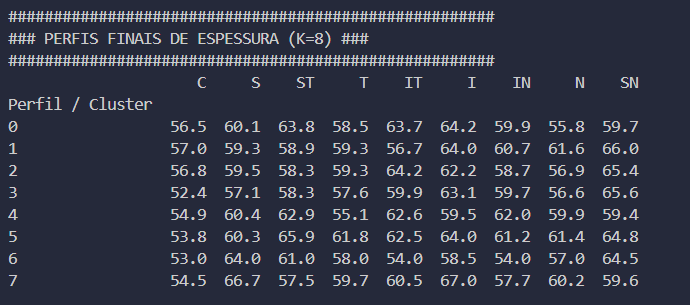 ######################################################
### PERFIS FINAIS DE ESPESSURA (K=8) ###
######################################################
C S ST T IT I IN N SN
Perfil / Cluster
0 56.5 60.1 63.8 58.5 63.7 64.2 59.9 55.8 59.7
1 57.0 59.3 58.9 59.3 56.7 64.0 60.7 61.6 66.0
2 56.8 59.5 58.3 59.3 64.2 62.2 58.7 56.9 65.4
3 52.4 57.1 58.3 57.6 59.9 63.1 59.7 56.6 65.6
4 54.9 60.4 62.9 55.1 62.6 59.5 62.0 59.9 59.4
5 53.8 60.3 65.9 61.8 62.5 64.0 61.2 61.4 64.8
6 53.0 64.0 61.0 58.0 54.0 58.5 54.0 57.0 64.5
7 54.5 66.7 57.5 59.7 60.5 67.0 57.7 60.2 59.6